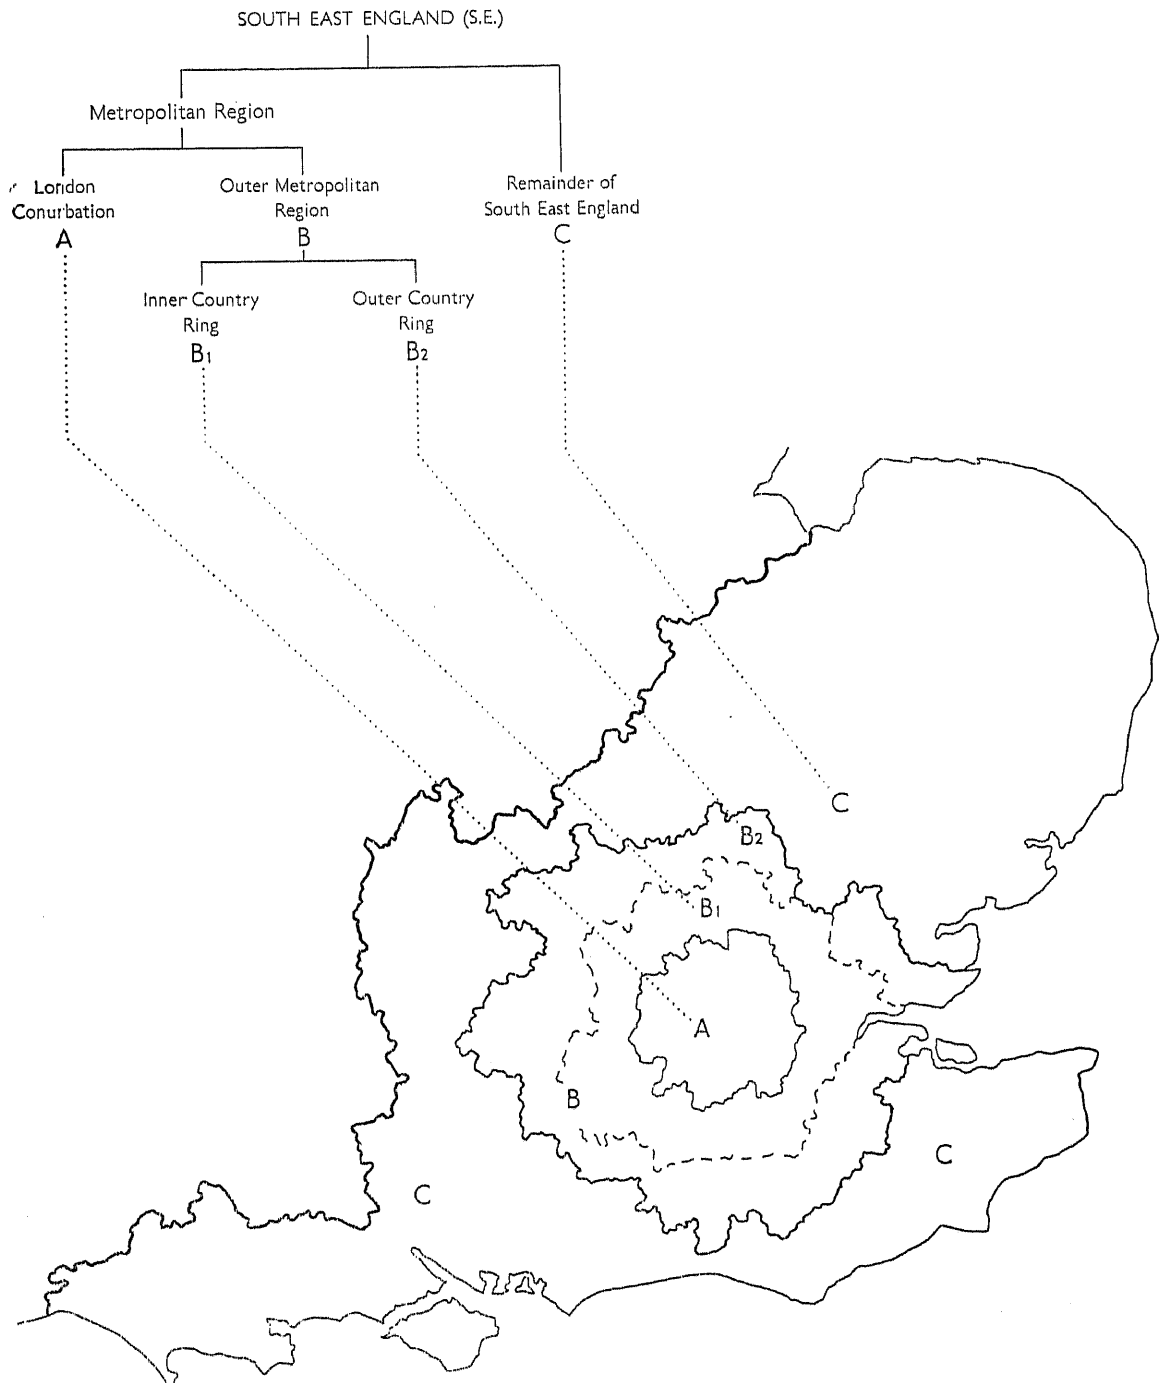 SOUTH EAST ENGLAND (S.E.)
Metropolitan Region
London
Conurbation
A
Outer Metropolitan
Region
B
Remainder of
South East England
C
Inner Country
Ring
B1
Outer Country
Ring
B2
C
B2
B1
A
B
C
C